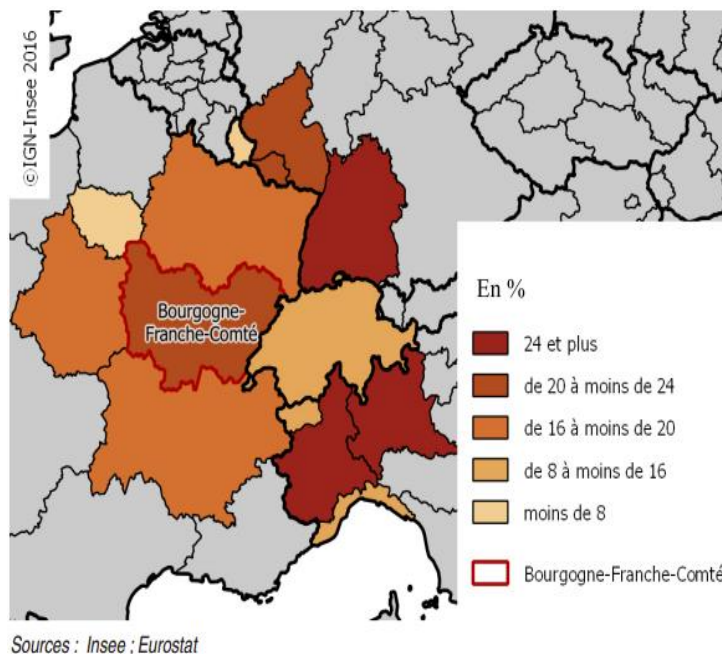 ©IGN-Insee 2016
Bourgogne-
Franche-Comté
En %
24 et plus
de 20 à moins de 24
de 16 à moins de 20
de 8 à moins de 16
moins de 8
Bourgogne-Franche-Comté
Sources : Insee ; Eurostat